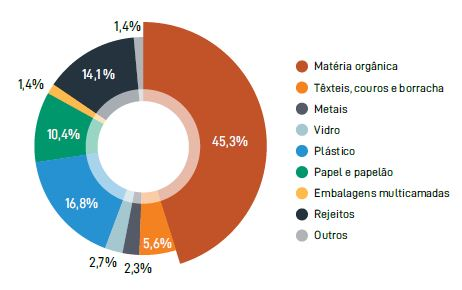 1,4%
14,1%
1,4%
10,4%
45,3%
16,8%
2,7%
2,3%
5,6%
Matéria orgânica
Têxteis, couros e borracha
Metais
Vidro
Plástico
Papel e papelão
Embalagens multicamadas
Rejeitos
Outros